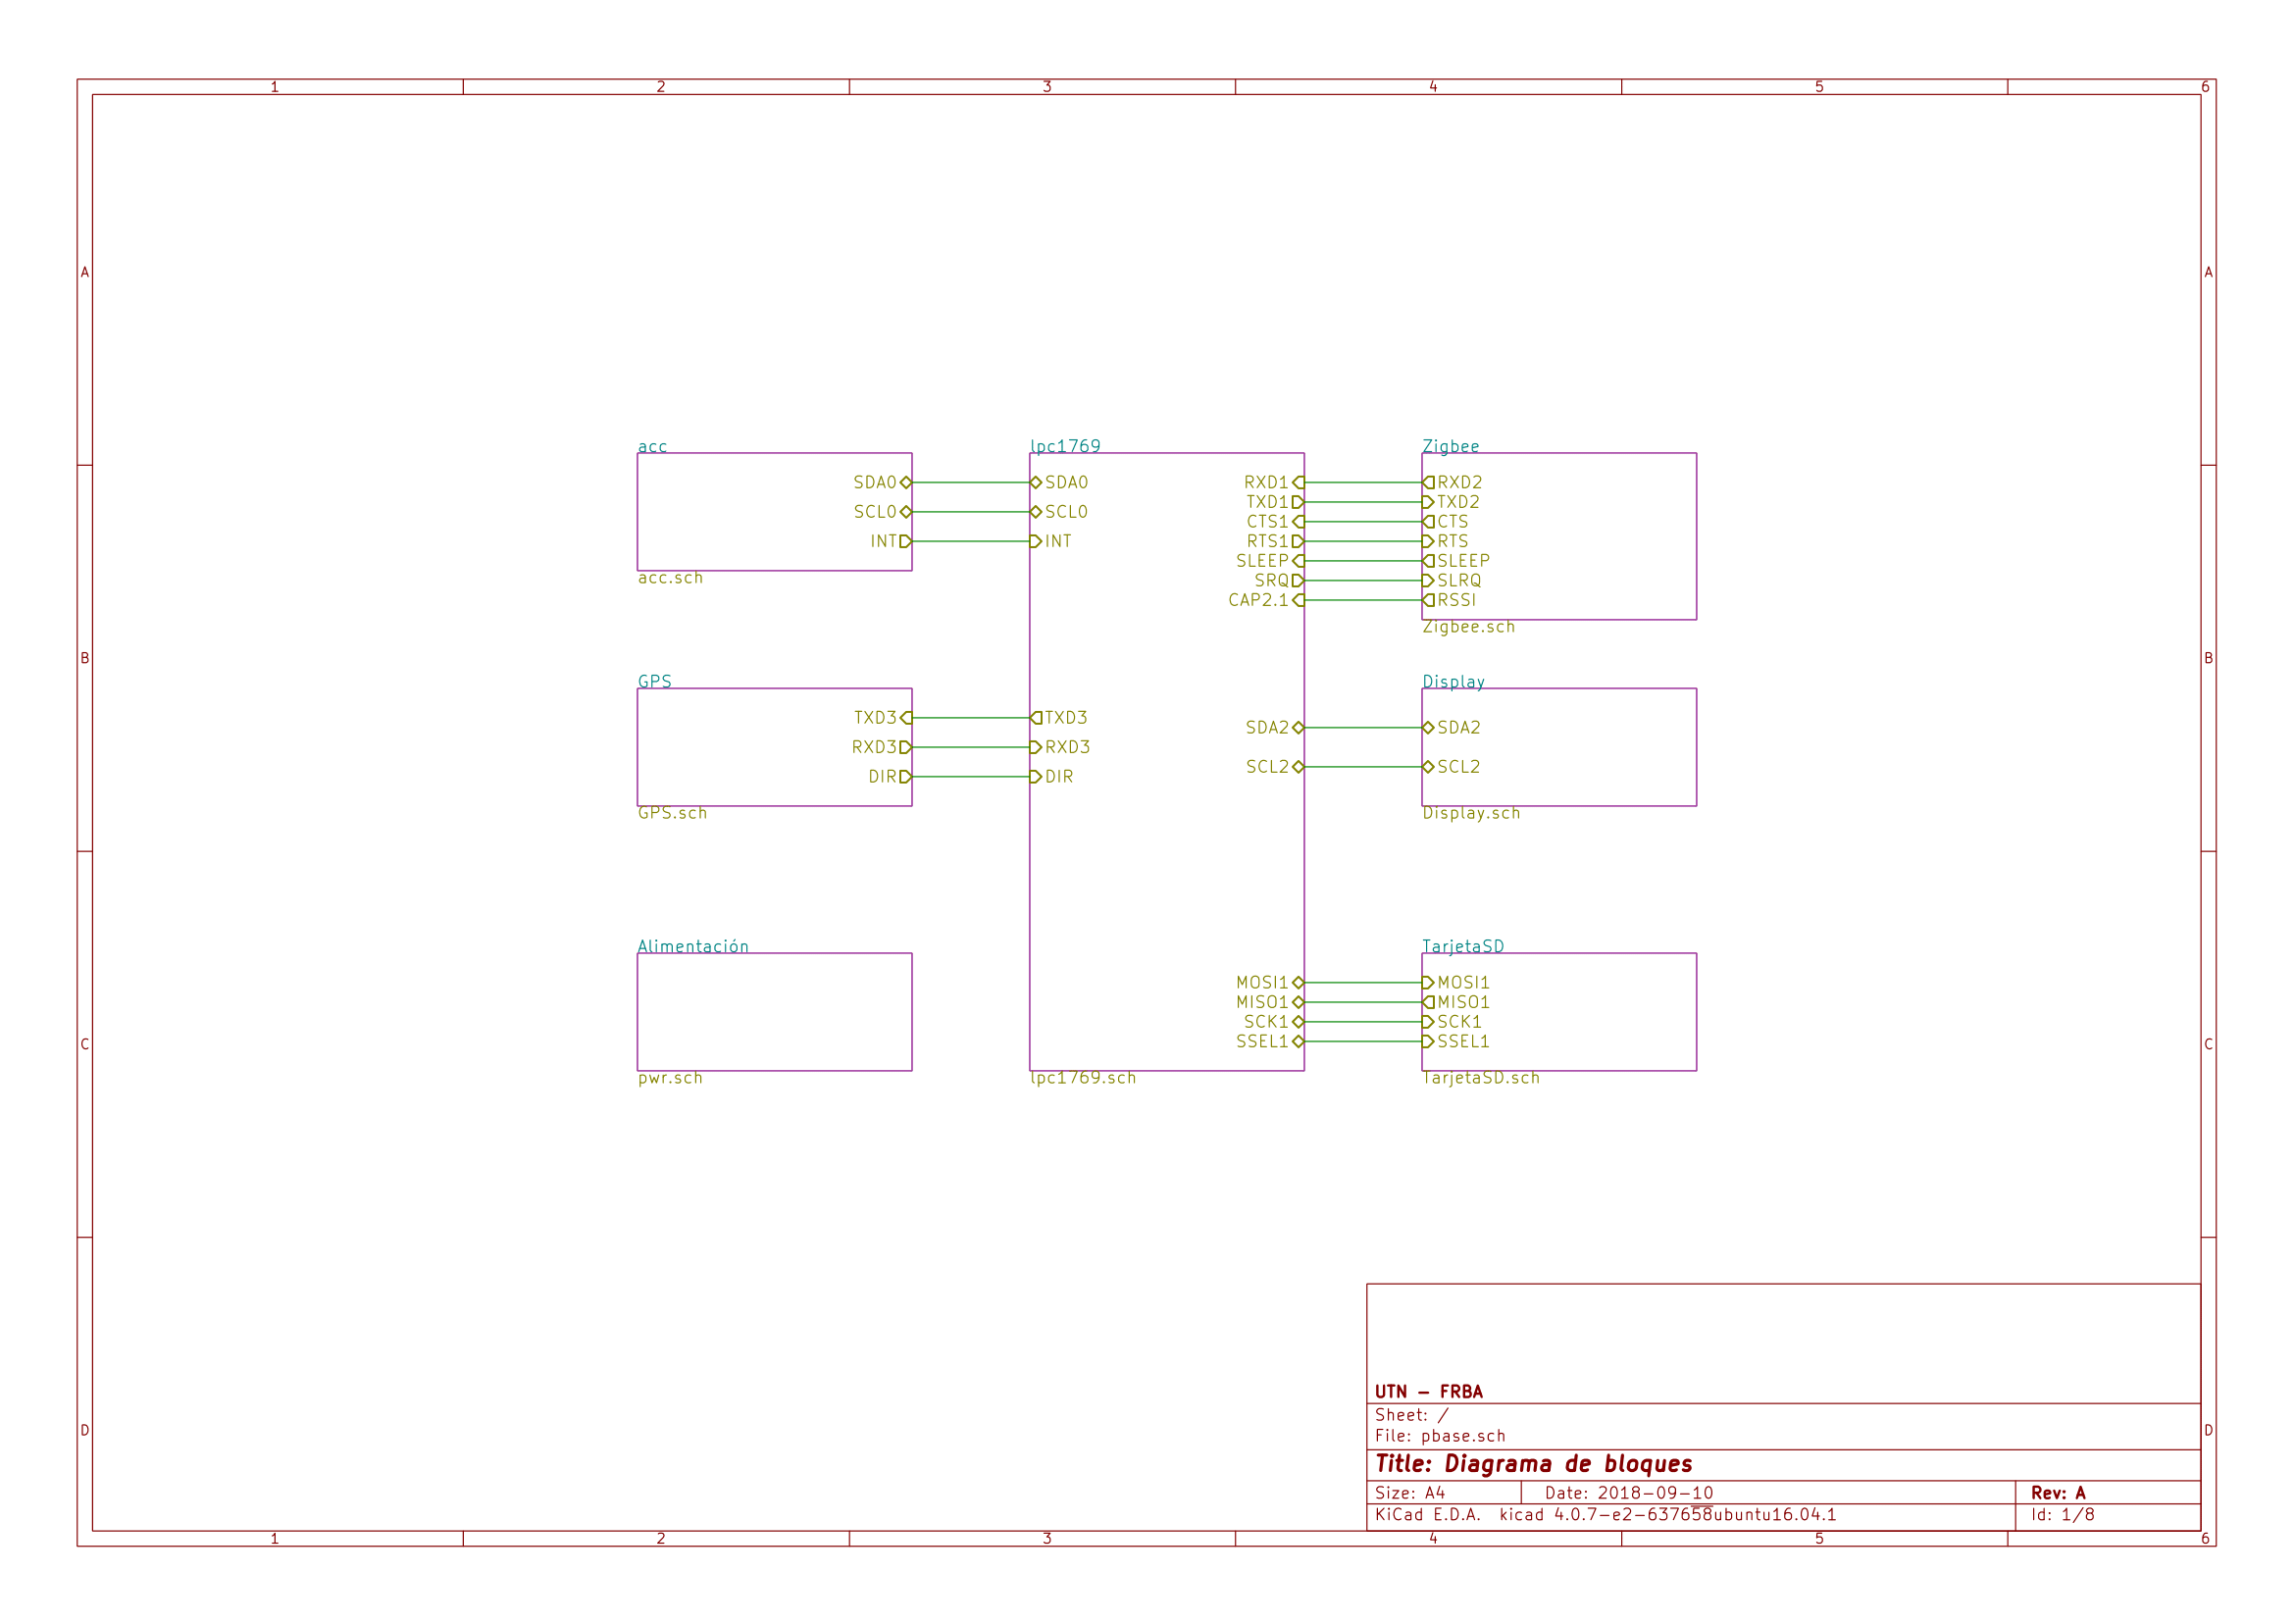 1 2 3 4 5 6
A A
acc lpc1769 Zigbee
SDA0 SDA0 RXD1 RXD2
TXD1 TXD2
SCL0 SCL0 CTS1 CTS
INT INT RTS1 RTS
SLEEP SLEEP
acc.sch SRQ SLRQ
CAP2.1 RSSI
Zigbee.sch
B B
GPS Display
TXD3 TXD3 SDA2 SDA2
RXD3 RXD3
SCL2 SCL2
DIR DIR
GPS.sch Display.sch
Alimentación TarjetaSD
MOSI1 MOSI1
MISO1 MISO1
SCK1 SCK1
C SSEL1 SSEL1 C
pwr.sch lpc1769.sch TarjetaSD.sch
UTN – FRBA
Sheet: /
File: pbase.sch
D D
Title: Diagrama de bloques
Size: A4 Date: 2018-09-10 Rev: A
KiCad E.D.A. kicad 4.0.7-e2-637658ubuntu16.04.1 Id: 1/8
1 2 3 4 5 6